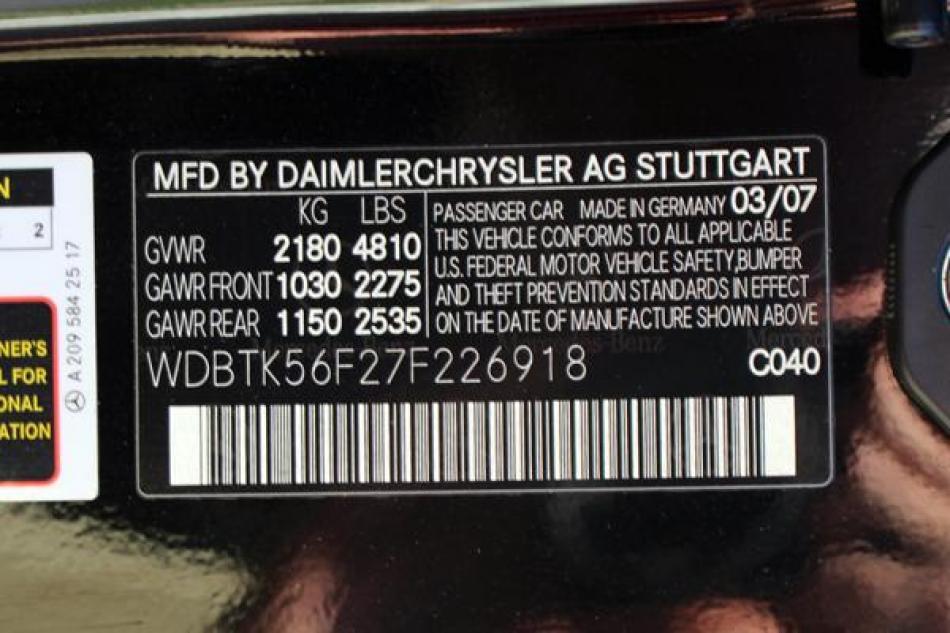 MFD BY DAIMLERCHRYSLER AG STUTTGART
KG LBS
GVWR 2180 4810
GAWR FRONT 1030 2275
GAWR REAR 1150 2535
PASSENGER CAR MADE IN GERMANY 03/07
THIS VEHICLE CONFORMS TO ALL APPLICABLE
U.S. FEDERAL MOTOR VEHICLE SAFETY, BUMPER
AND THEFT PREVENTION STANDARDS IN EFFECT
ON THE DATE OF MANUFACTURE SHOWN ABOVE
WDBTK56F27F226918 C040
N
2
NER'S
L FOR
ONAL
ATION
A 209 584 25 17